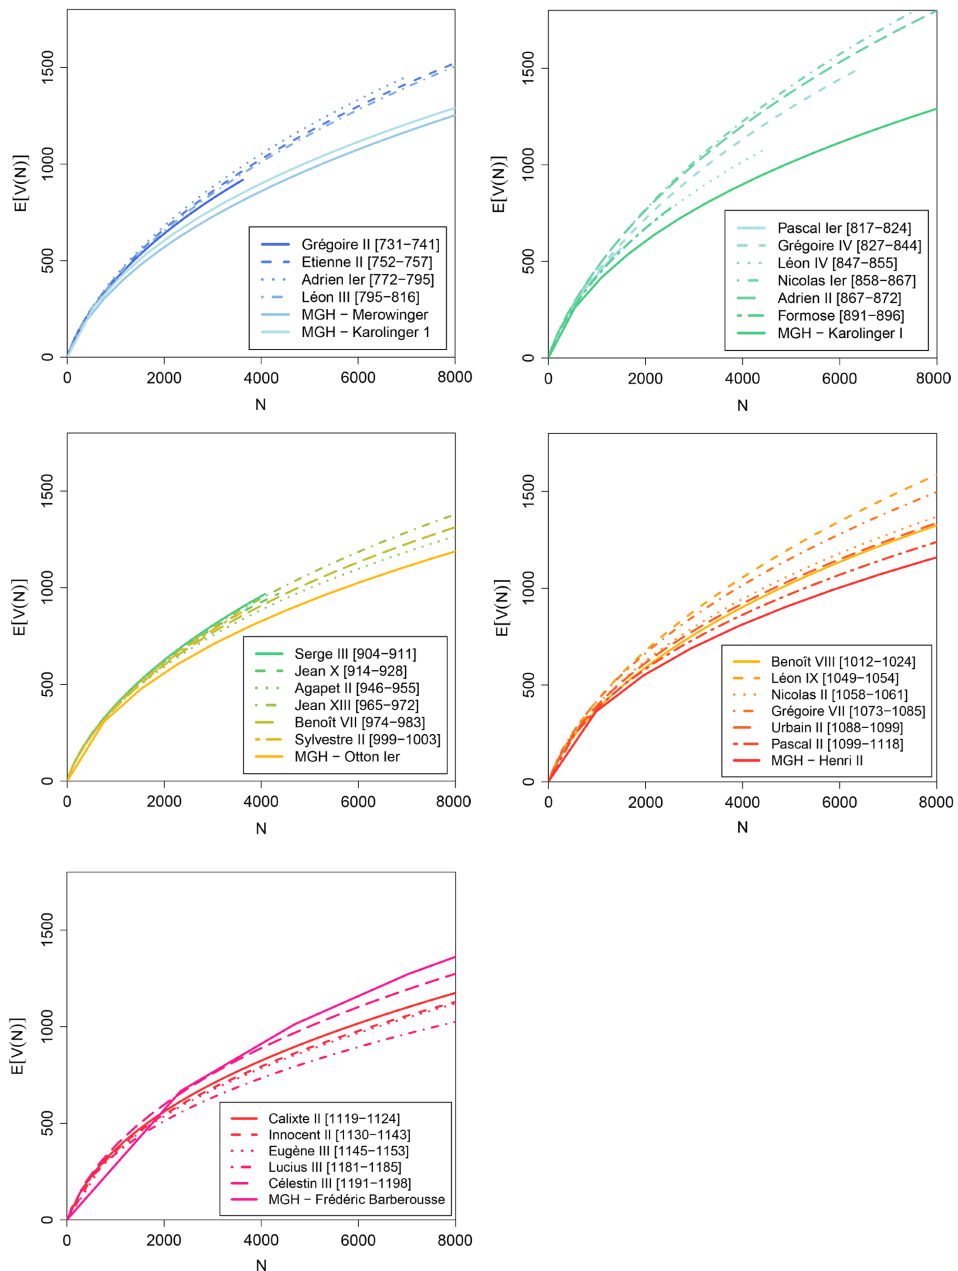 E[V(N)]
1500
1000
500
0
Grégoire II [731−741]
Etienne II [752−757]
Adrien Ier [772−795]
Léon III [795−816]
MGH − Merowinger
MGH − Karolinger 1
0 2000 4000 6000 8000
N
E[V(N)]
1500
1000
500
0
Pascal Ier [817−824]
Grégoire IV [827−844]
Léon IV [847−855]
Nicolas Ier [858−867]
Adrien II [867−872]
Formose [891−896]
MGH − Karolinger I
0 2000 4000 6000 8000
N
E[V(N)]
1500
1000
500
0
Serge III [904−911]
Jean X [914−928]
Agapet II [946−955]
Jean XIII [965−972]
Benoît VII [974−983]
Sylvestre II [999−1003]
MGH − Otton Ier
0 2000 4000 6000 8000
N
E[V(N)]
1500
1000
500
0
Benoît VIII [1012−1024]
Léon IX [1049−1054]
Nicolas II [1058−1061]
Grégoire VII [1073−1085]
Urbain II [1088−1099]
Pascal II [1099−1118]
MGH − Henri II
0 2000 4000 6000 8000
N
E[V(N)]
1500
1000
500
0
Calixte II [1119−1124]
Innocent II [1130−1143]
Eugène III [1145−1153]
Lucius III [1181−1185]
Célestin III [1191−1198]
MGH − Frédéric Barberousse
0 2000 4000 6000 8000
N